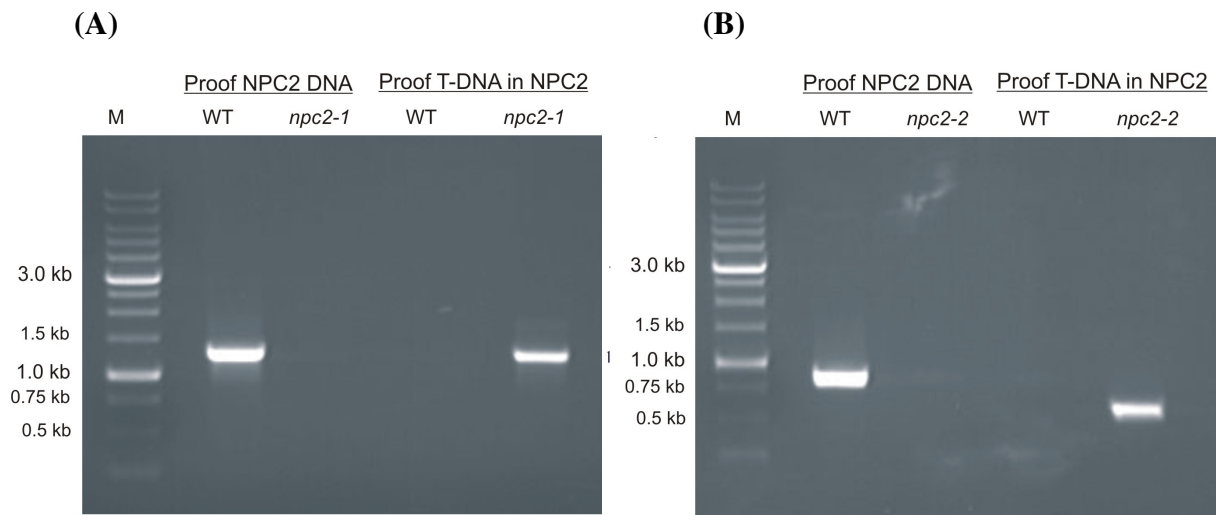 (A)
Proof NPC2 DNA Proof T-DNA in NPC2
M WT npc2-1 WT npc2-1
3.0 kb
1.5 kb
1.0 kb
0.75 kb
0.5 kb
(B)
Proof NPC2 DNA Proof T-DNA in NPC2
M WT npc2-2 WT npc2-2
3.0 kb
1.5 kb
1.0 kb
0.75 kb
0.5 kb